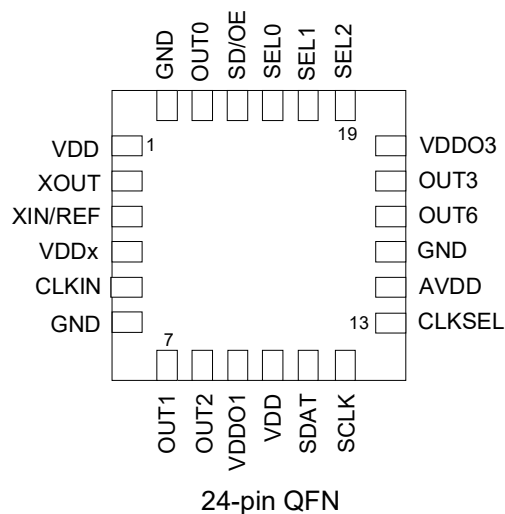 GND
OUT0
SD/OE
SEL0
SEL1
SEL2
19
VDD
1
VDDO3
XOUT
OUT3
XIN/REF
OUT6
VDDx
GND
CLKIN
AVDD
GND
13
CLKSEL
7
OUT1
OUT2
VDDO1
VDD
SDAT
SCLK
24-pin QFN